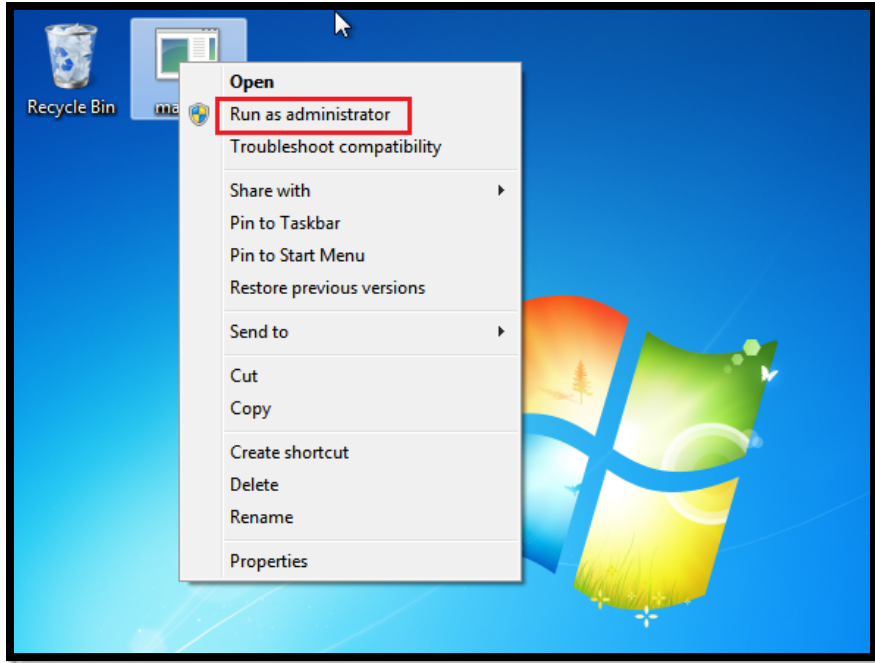 Recycle Bin
Open
Run as administrator
Troubleshoot compatibility
Share with
Pin to Taskbar
Pin to Start Menu
Restore previous versions
Send to
Cut
Copy
Create shortcut
Delete
Rename
Properties